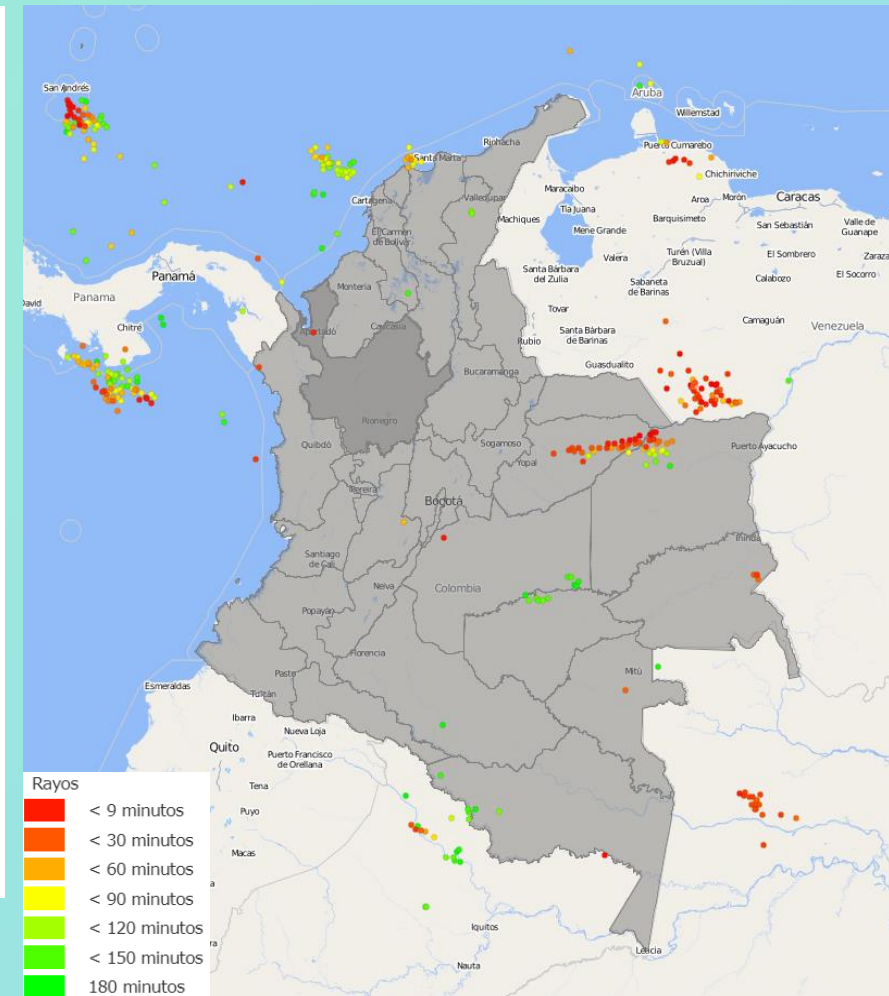 San Andrés
Aruba
Willemstad
Riohacha
Santa Marta
Puerto Cumarebo
Chichiriviche
Maracaibo
Caracas
Cartagena
Valledupar
Aroa
Morón
Tía Juana
Machiques
Barquisimeto
San Sebastián
Valle de
Guanape
El Carmen
de Bolívar
Mene Grande
Valera
Turén (Villa
Bruzual)
El Sombrero
Zaraza
Panamá
Santa Bárbara
del Zulia
Sabaneta
de Barinas
Calabozo
El Socorro
David
Panama
Montería
Tovar
Chitré
Apartadó
Caucasia
Camaguán
Venezuela
Rubio
Santa Bárbara
de Barinas
Guasdualito
Bucaramanga
Rionegro
Quibdó
Sogamoso
Puerto Ayacucho
Yopal
Pereira
Bogotá
Inírida
Santiago
de Cali
Neiva
Colombia
Popayán
Florencia
Mitú
Pasto
Esmeraldas
Tulcán
Ibarra
Nueva Loja
Quito
Puerto Francisco
de Orellana
Tena
Puyo
Macas
Iquitos
Leticia
Nauta
Rayos
< 9 minutos
< 30 minutos
< 60 minutos
< 90 minutos
< 120 minutos
< 150 minutos
180 minutos